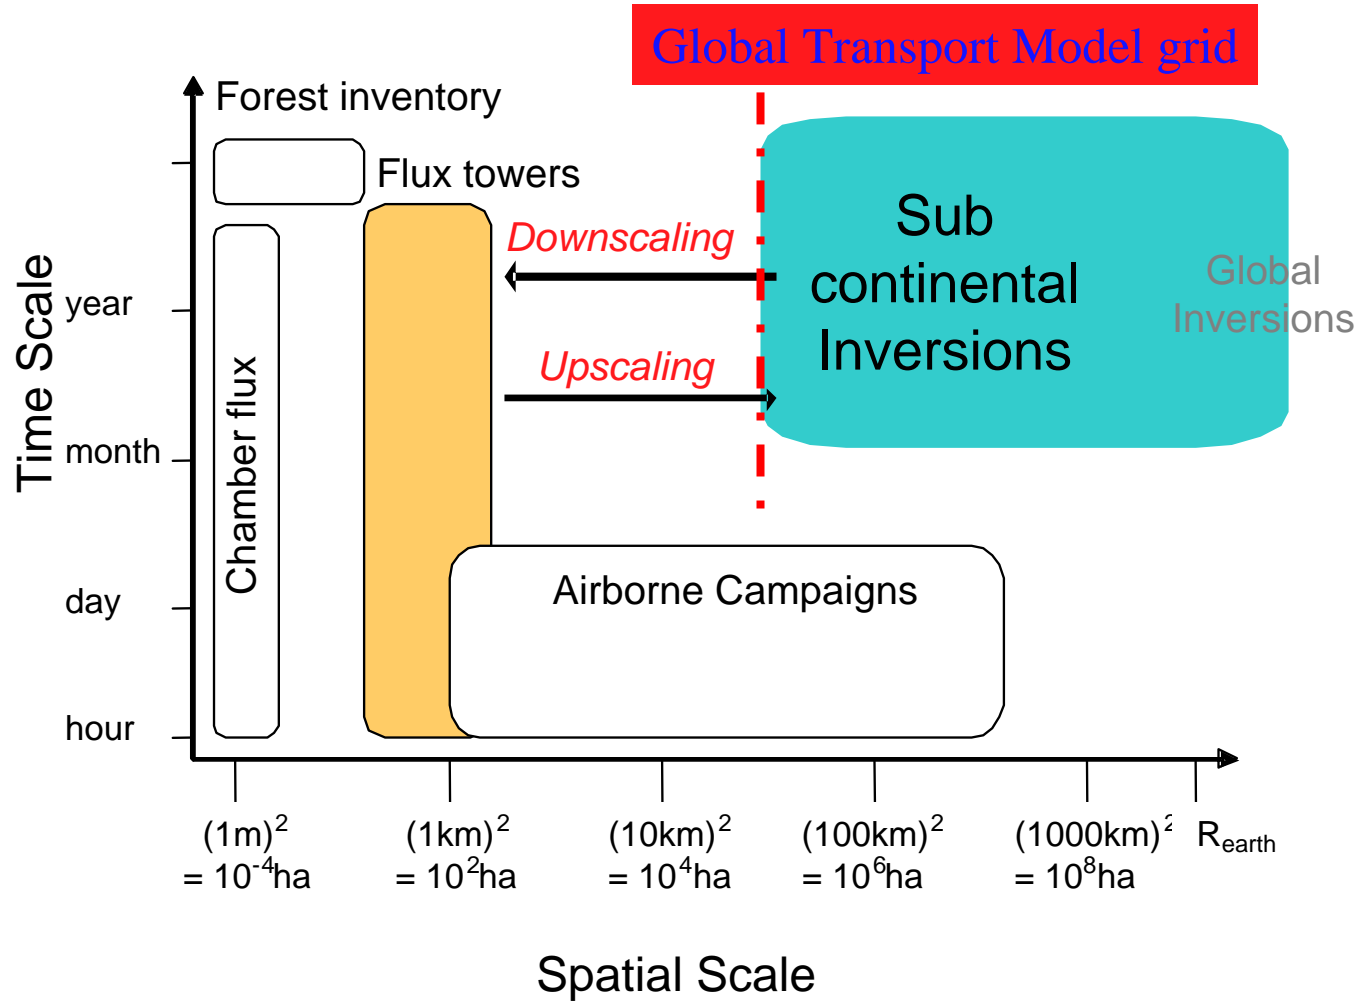 Global Transport Model grid
Forest inventory
Flux towers
Downscaling
Upscaling
Sub
continental
Inversions
Global
Inversions
Time Scale
year
month
day
hour
Chamber flux
Airborne Campaigns
(1m)² (1km)² (10km)² (100km)² (1000km)² R_earth
= 10⁻⁴ha = 10²ha = 10⁴ha = 10⁶ha = 10⁸ha
Spatial Scale